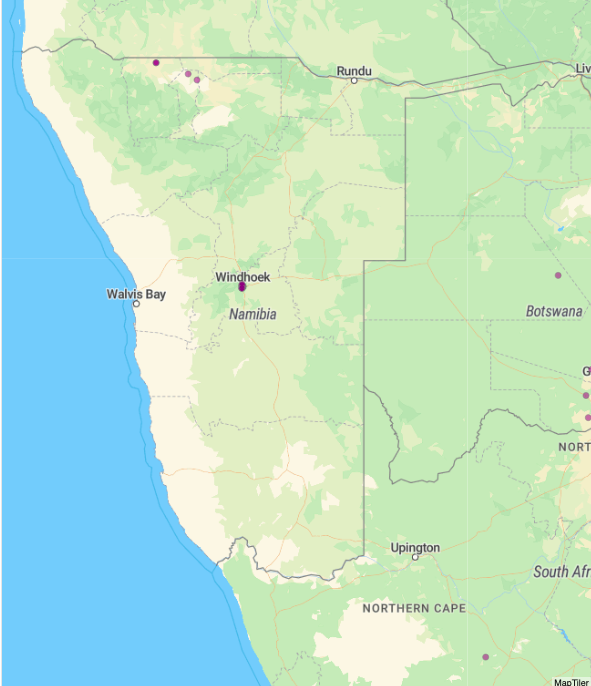 Rundu
Liv
Windhoek
Walvis Bay
Namibia
Botswana
G
NORT
Upington
South Afr
NORTHERN CAPE
MapTiler